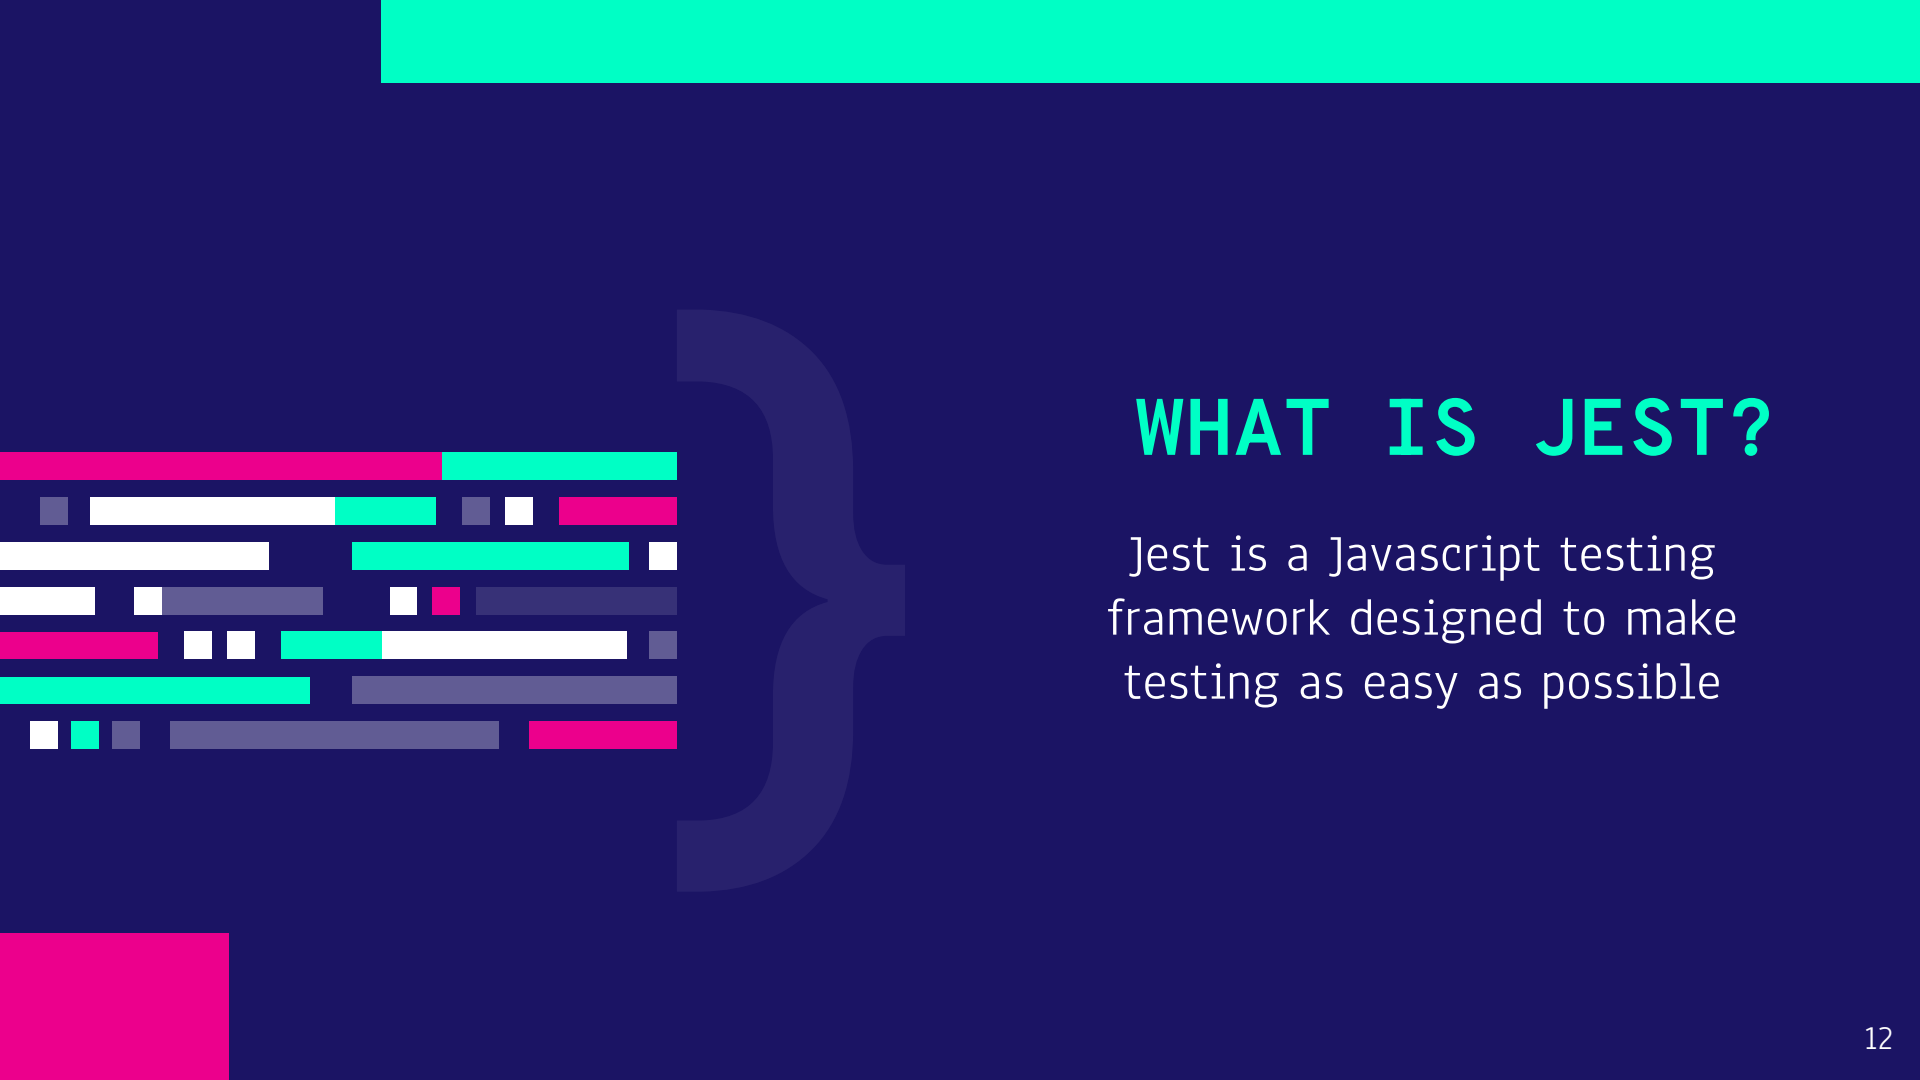 }
WHAT IS JEST?
Jest is a Javascript testing
framework designed to make
testing as easy as possible
12